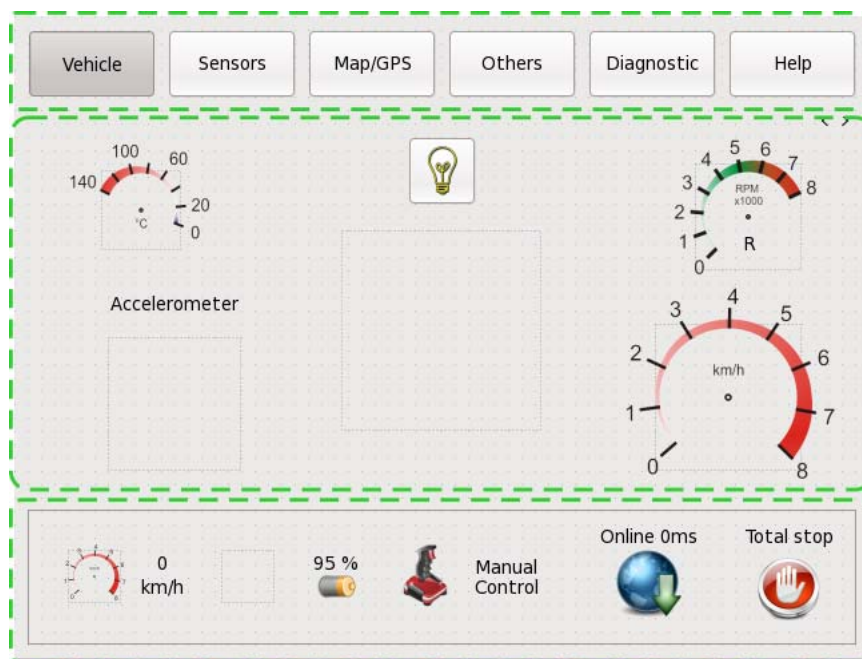 Vehicle
Sensors
Map/GPS
Others
Diagnostic
Help
140
100
60
20
0
°C
0
1
2
3
4
5
6
7
8
RPM
x1000
R
Accelerometer
0
1
2
3
4
5
6
7
8
km/h
0
km/h
95 %
Manual
Control
Online 0ms
Total stop